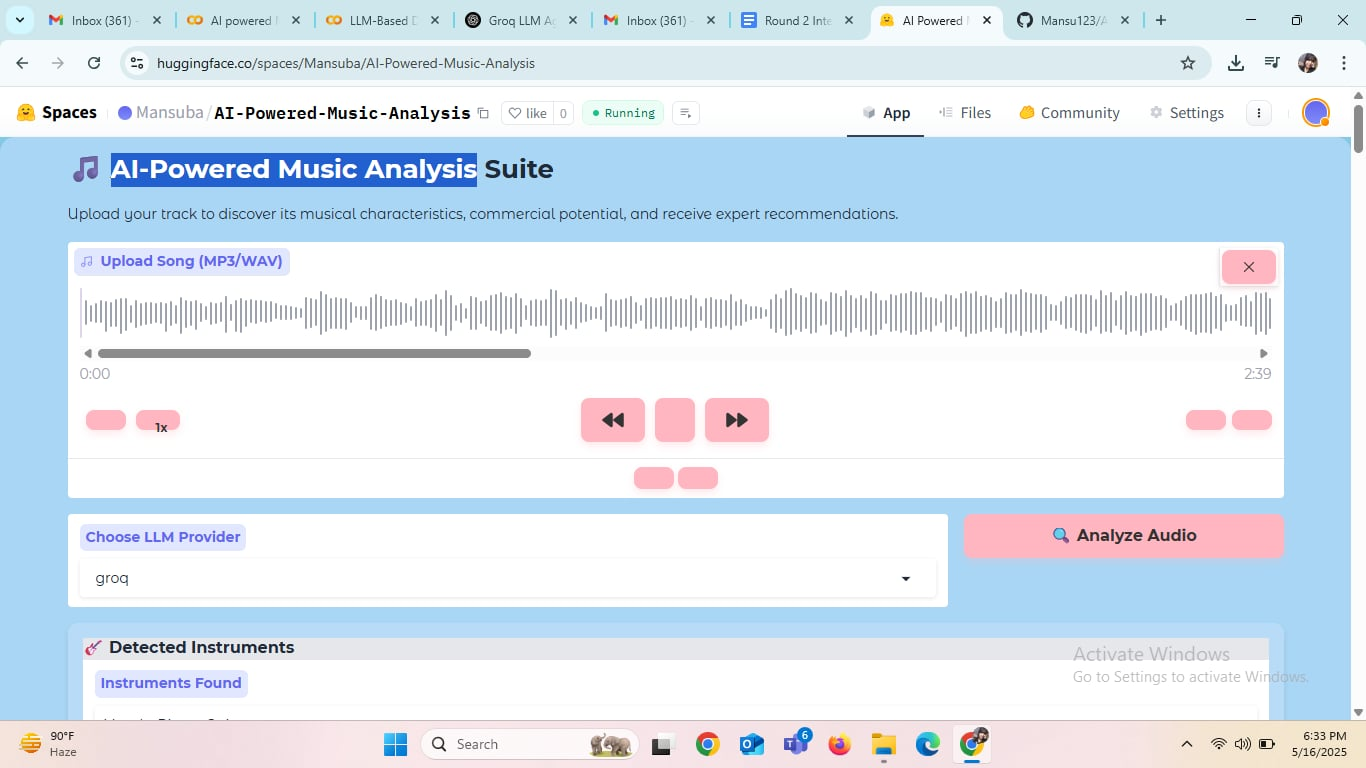 Inbox (361) -
AI powered
LLM-Based D
Groq LLM Ac
Inbox (361) -
Round 2 Inte
AI Powered
Mansu123/A
huggingface.co/spaces/Mansuba/AI-Powered-Music-Analysis
Spaces
Mansuba/AI-Powered-Music-Analysis
like 0
Running
App
Files
Community
Settings
AI-Powered Music Analysis Suite
Upload your track to discover its musical characteristics, commercial potential, and receive expert recommendations.
Upload Song (MP3/WAV)
0:00
2:39
1x
Choose LLM Provider
groq
Analyze Audio
Detected Instruments
Instruments Found
Activate Windows
Go to Settings to activate Windows.
90°F
Haze
Search
6
6:33 PM
5/16/2025